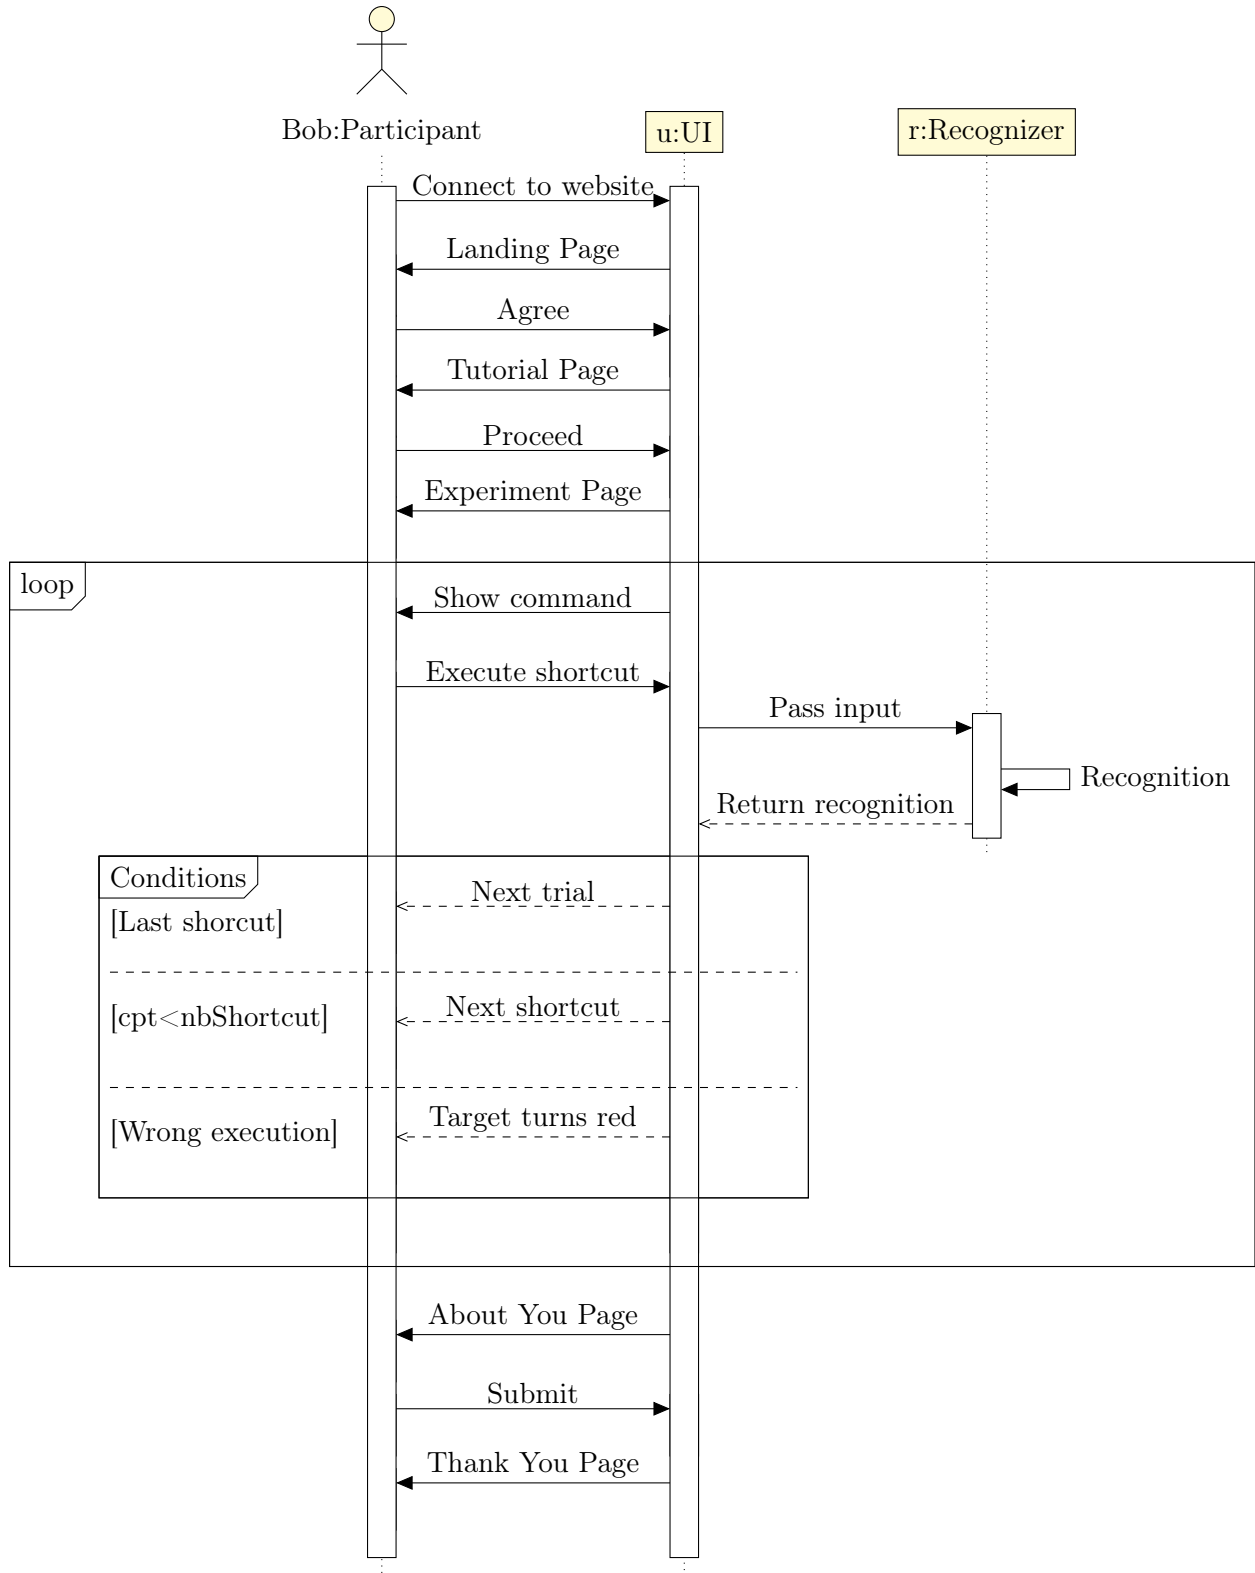 Bob:Participant
u:UI
r:Recognizer
Connect to website
Landing Page
Agree
Tutorial Page
Proceed
Experiment Page
loop
Show command
Execute shortcut
Pass input
Recognition
Return recognition
Conditions
Next trial
[Last shorcut]
Next shortcut
[cpt<nbShortcut]
Target turns red
[Wrong execution]
About You Page
Submit
Thank You Page